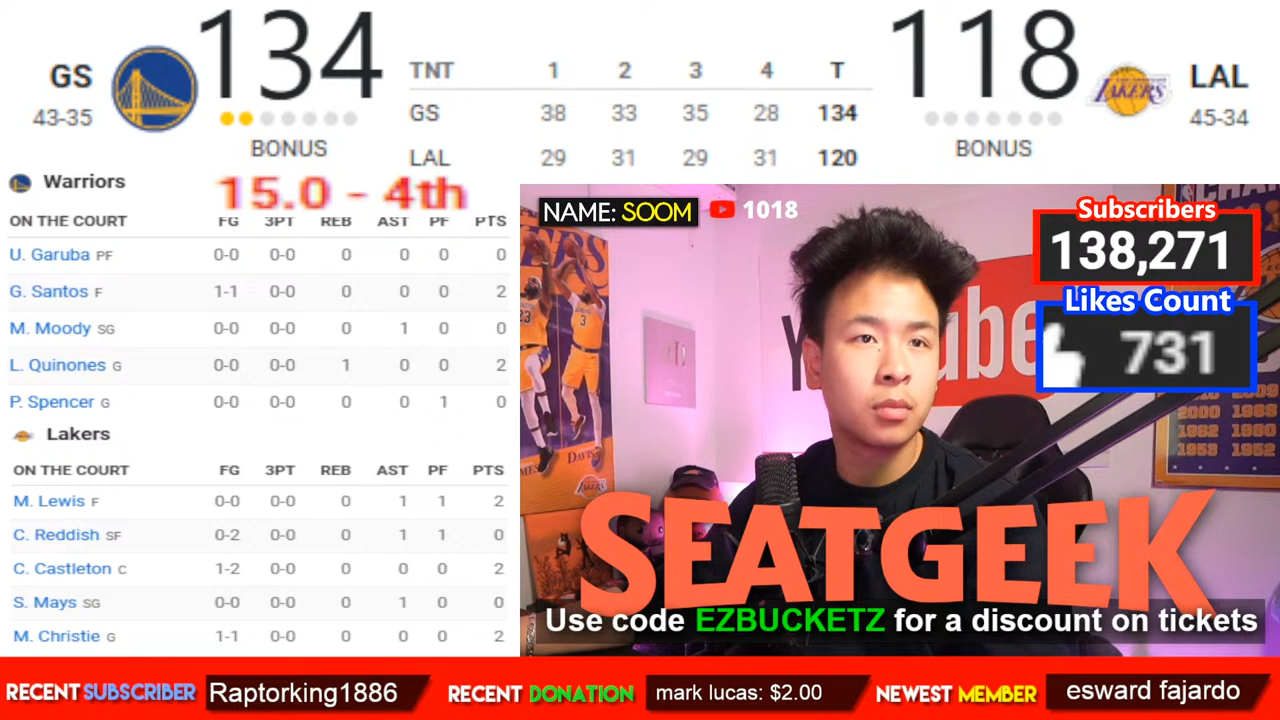 134
118
GS
43-35
BONUS
TNT 1 2 3 4 T
GS 38 33 35 28 134
LAL 29 31 29 31 120
LAKERS
LAL
45-34
BONUS
Warriors
15.0 - 4th
ON THE COURT FG 3PT REB AST PF PTS
U. Garuba PF 0-0 0-0 0 0 0 0
G. Santos F 1-1 0-0 0 0 0 2
M. Moody SG 0-0 0-0 0 1 0 0
L. Quinones G 0-0 0-0 1 0 0 2
P. Spencer G 0-0 0-0 0 0 1 0
Lakers
ON THE COURT FG 3PT REB AST PF PTS
M. Lewis F 0-0 0-0 0 1 1 2
C. Reddish SF 0-2 0-0 0 1 1 0
C. Castleton C 1-2 0-0 0 0 0 2
S. Mays SG 0-0 0-0 0 1 0 0
M. Christie G 1-1 0-0 0 0 0 2
NAME: SOOM
1018
Subscribers
138,271
Likes Count
731
SEATGEEK
Use code EZBUCKETZ for a discount on tickets
RECENT SUBSCRIBER Raptorking1886
RECENT DONATION mark lucas: $2.00
NEWEST MEMBER esward fajardo